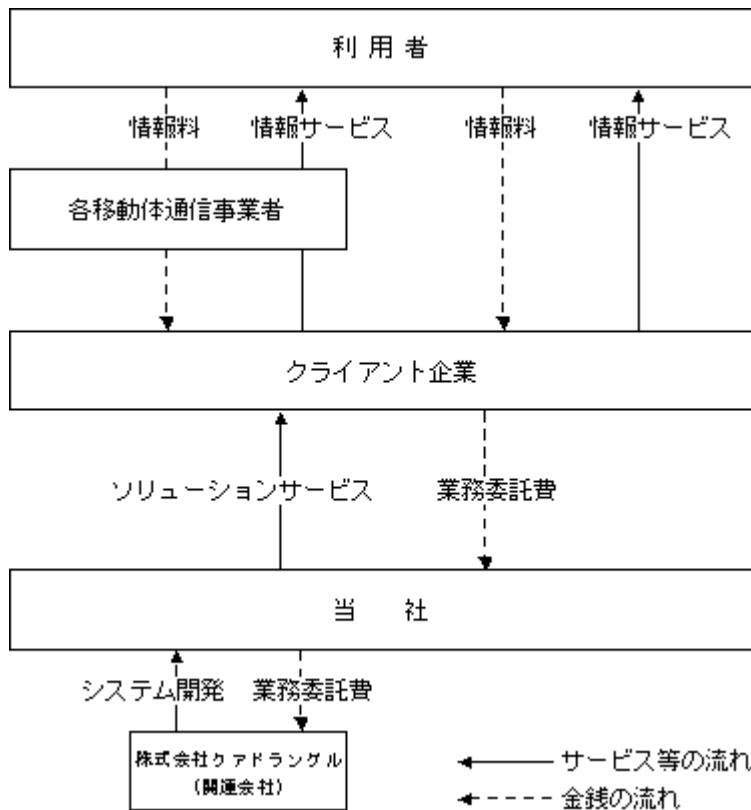 利用者
情報料 情報サービス 情報料 情報サービス
各移動体通信事業者
クライアント企業
ソリューションサービス 業務委託費
当 社
システム開発 業務委託費
株式会社クアドラングル
(関連会社)
サービス等の流れ
金銭の流れ